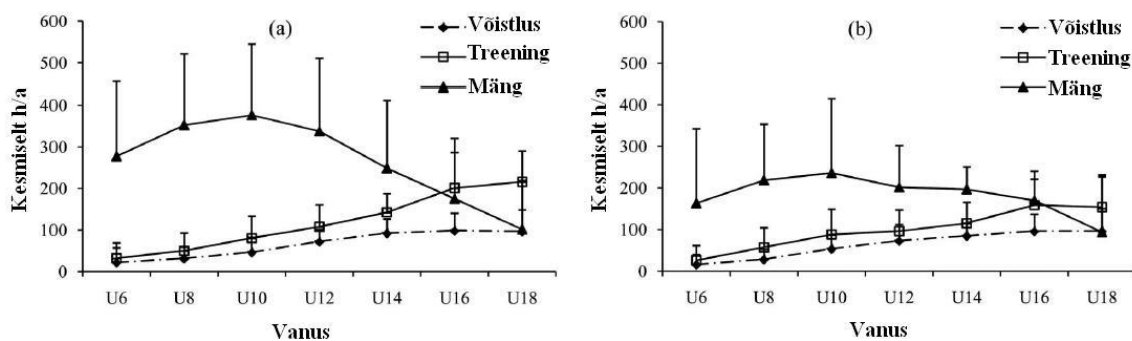 (a)
Võistlus
Treening
Mäng
Kesmiselt h/a
600
500
400
300
200
100
0
U6 U8 U10 U12 U14 U16 U18
Vanus
(b)
Võistlus
Treening
Mäng
Kesmiselt h/a
600
500
400
300
200
100
0
U6 U8 U10 U12 U14 U16 U18
Vanus